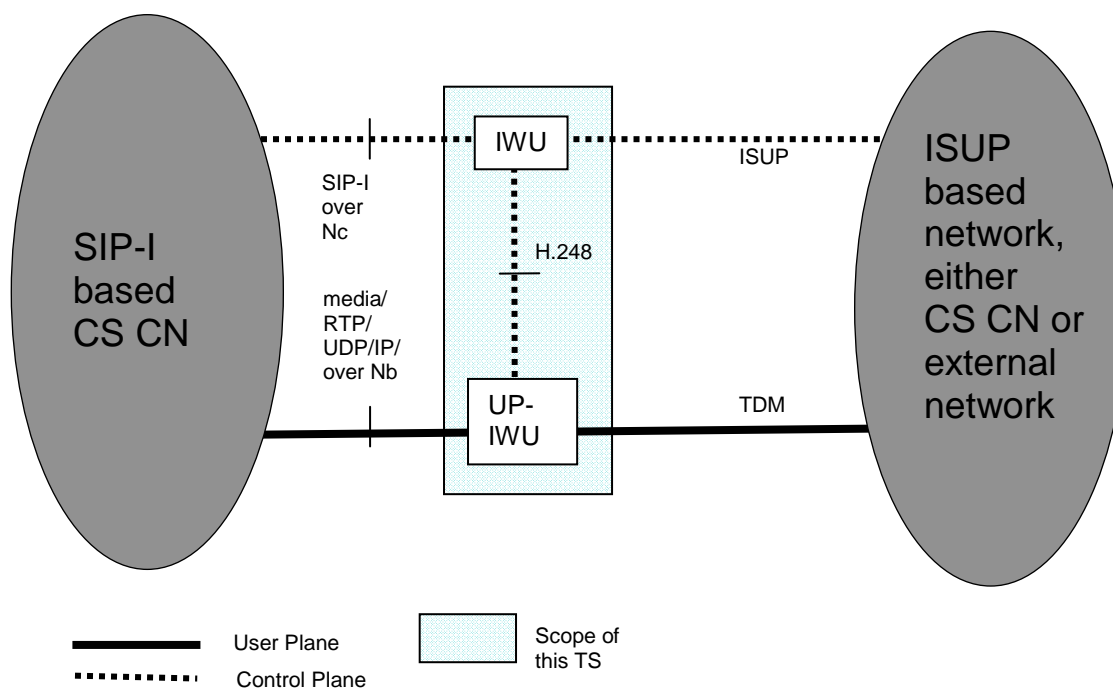 SIP-I
based
CS CN
SIP-I
over
Nc
media/
RTP/
UDP/IP/
over Nb
IWU
H.248
UP-
IWU
ISUP
TDM
ISUP
based
network,
either
CS CN or
external
network
User Plane
Control Plane
Scope of
this TS